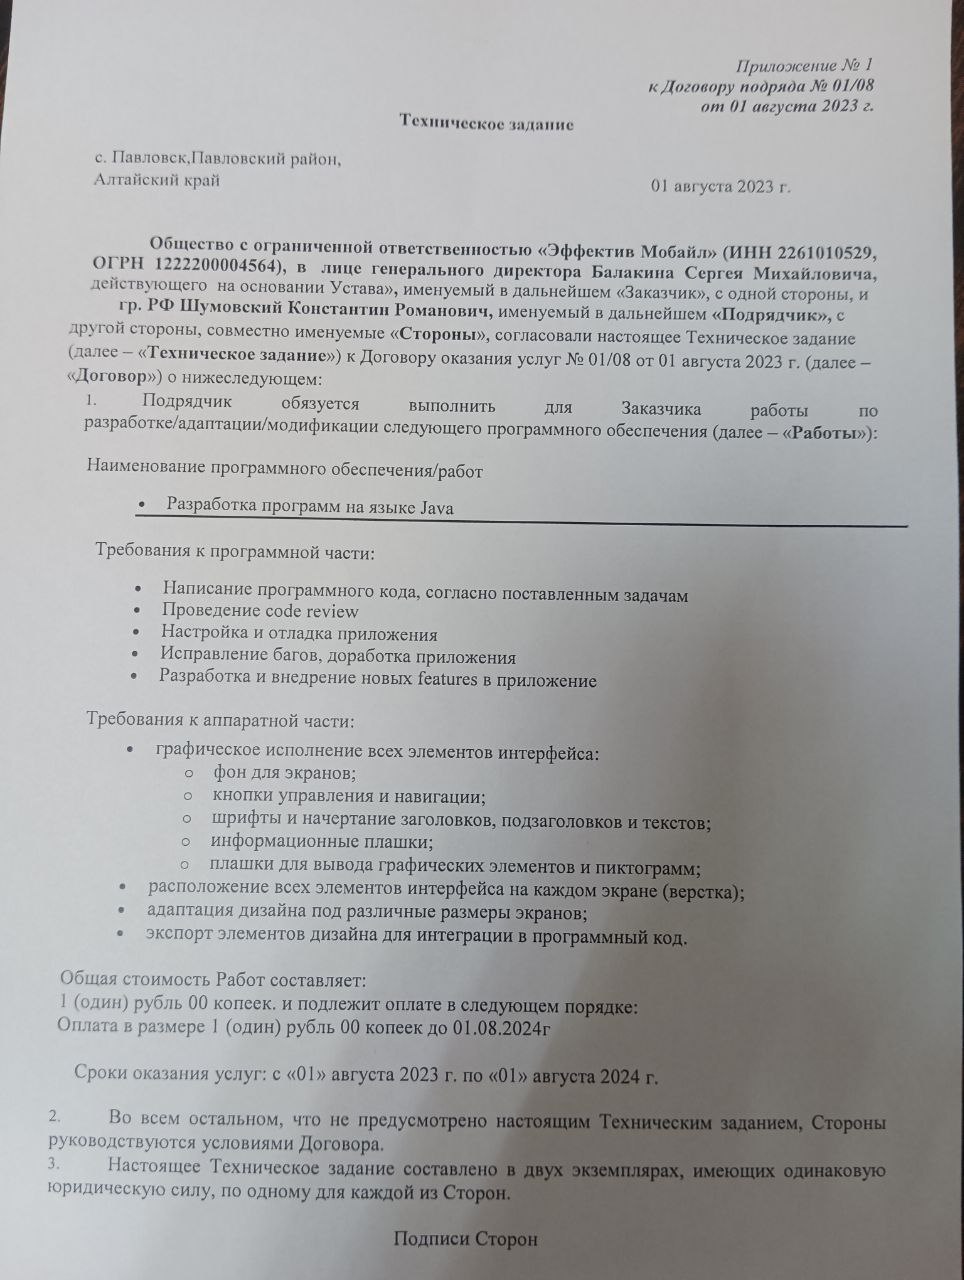 Приложение № 1
к Договору подряда № 01/08
от 01 августа 2023 г.
Техническое задание
с. Павловск,Павловский район,
Алтайский край
01 августа 2023 г.
Общество с ограниченной ответственностью «Эффектив Мобайл» (ИНН 2261010529,
ОГРН 1222200004564), в лице генерального директора Балакина Сергея Михайловича,
действующего на основании Устава», именуемый в дальнейшем «Заказчик», с одной стороны, и
гр. РФ Шумовский Константин Романович, именуемый в дальнейшем «Подрядчик», с
другой стороны, совместно именуемые «Стороны», согласовали настоящее Техническое задание
(далее – «Техническое задание») к Договору оказания услуг № 01/08 от 01 августа 2023 г. (далее –
«Договор») о нижеследующем:
1. Подрядчик обязуется выполнить для Заказчика работы по
разработке/адаптации/модификации следующего программного обеспечения (далее – «Работы»):
Наименование программного обеспечения/работ
• Разработка программ на языке Java
Требования к программной части:
• Написание программного кода, согласно поставленным задачам
• Проведение code review
• Настройка и отладка приложения
• Исправление багов, доработка приложения
• Разработка и внедрение новых features в приложение
Требования к аппаратной части:
• графическое исполнение всех элементов интерфейса:
o фон для экранов;
o кнопки управления и навигации;
o шрифты и начертание заголовков, подзаголовков и текстов;
o информационные плашки;
o плашки для вывода графических элементов и пиктограмм;
• расположение всех элементов интерфейса на каждом экране (верстка);
• адаптация дизайна под различные размеры экранов;
• экспорт элементов дизайна для интеграции в программный код.
Общая стоимость Работ составляет:
1 (один) рубль 00 копеек. и подлежит оплате в следующем порядке:
Оплата в размере 1 (один) рубль 00 копеек до 01.08.2024г
Сроки оказания услуг: с «01» августа 2023 г. по «01» августа 2024 г.
2. Во всем остальном, что не предусмотрено настоящим Техническим заданием, Стороны
руководствуются условиями Договора.
3. Настоящее Техническое задание составлено в двух экземплярах, имеющих одинаковую
юридическую силу, по одному для каждой из Сторон.
Подписи Сторон